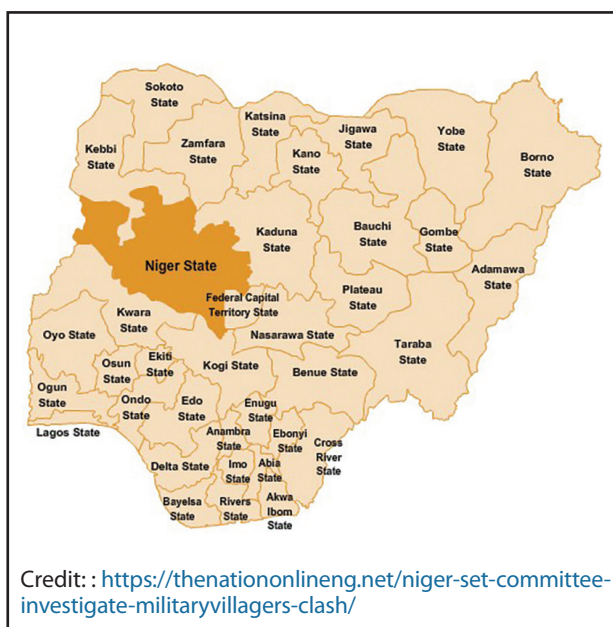 Sokoto
State
Katsina
State
Jigawa
State
Yobe
State
Kebbi
State
Zamfara
State
Kano
State
Borno
State
Kaduna
State
Bauchi
State
Gombe
State
Adamawa
State
Niger State
Federal Capital
Territory State
Plateau
State
Kwara
State
Nasarawa State
Taraba
State
Oyo State
Osun
State
Ekiti
State
Kogi State
Benue State
Ogun
State
Ondo
State
Edo
State
Enugu
State
Lagos State
Anambra
State
Ebonyi
State
Cross
River
State
Delta State
Imo
State
Abia
State
Bayelsa
State
Rivers
State
Akwa
Ibom
State
Credit: : https://thenationonlineng.net/niger-set-committee-
investigate-militaryvillagers-clash/